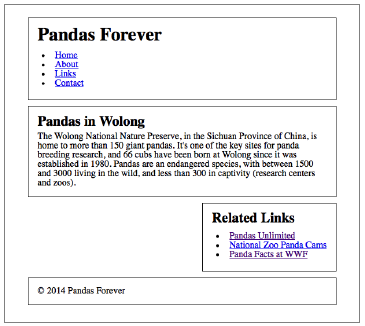 Pandas Forever
Home
About
Links
Contact
Pandas in Wolong
The Wolong National Nature Preserve, in the Sichuan Province of China, is
home to more than 150 giant pandas. It's one of the key sites for panda
breeding research, and 66 cubs have been born at Wolong since it was
established in 1980. Pandas are an endangered species, with between 1500
and 3000 living in the wild, and less than 300 in captivity (research centers
and zoos).
Related Links
Pandas Unlimited
National Zoo Panda Cams
Panda Facts at WWF
© 2014 Pandas Forever